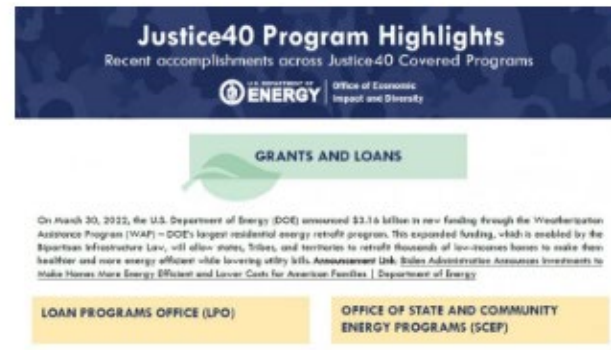 Justice40 Program Highlights
Recent accomplishments across Justice40 Covered Programs
U.S. DEPARTMENT OF
ENERGY
Office of Economic
Impact and Diversity
GRANTS AND LOANS
On March 30, 2022, the U.S. Department of Energy (DOE) announced $3.16 billion in new funding through the Weatherization
Assistance Program (WAP) – DOE's largest residential energy retrofit program. This expanded funding, which is enabled by the
Bipartisan Infrastructure Law, will allow states, Tribes, and territories to retrofit thousands of low-incomes homes to make them
healthier and more energy efficient while lowering utility bills. Announcement Link: Biden Administration Announces Investments to
Make Homes More Energy Efficient and Lower Costs for American Families | Department of Energy
LOAN PROGRAMS OFFICE (LPO)
OFFICE OF STATE AND COMMUNITY
ENERGY PROGRAMS (SCEP)